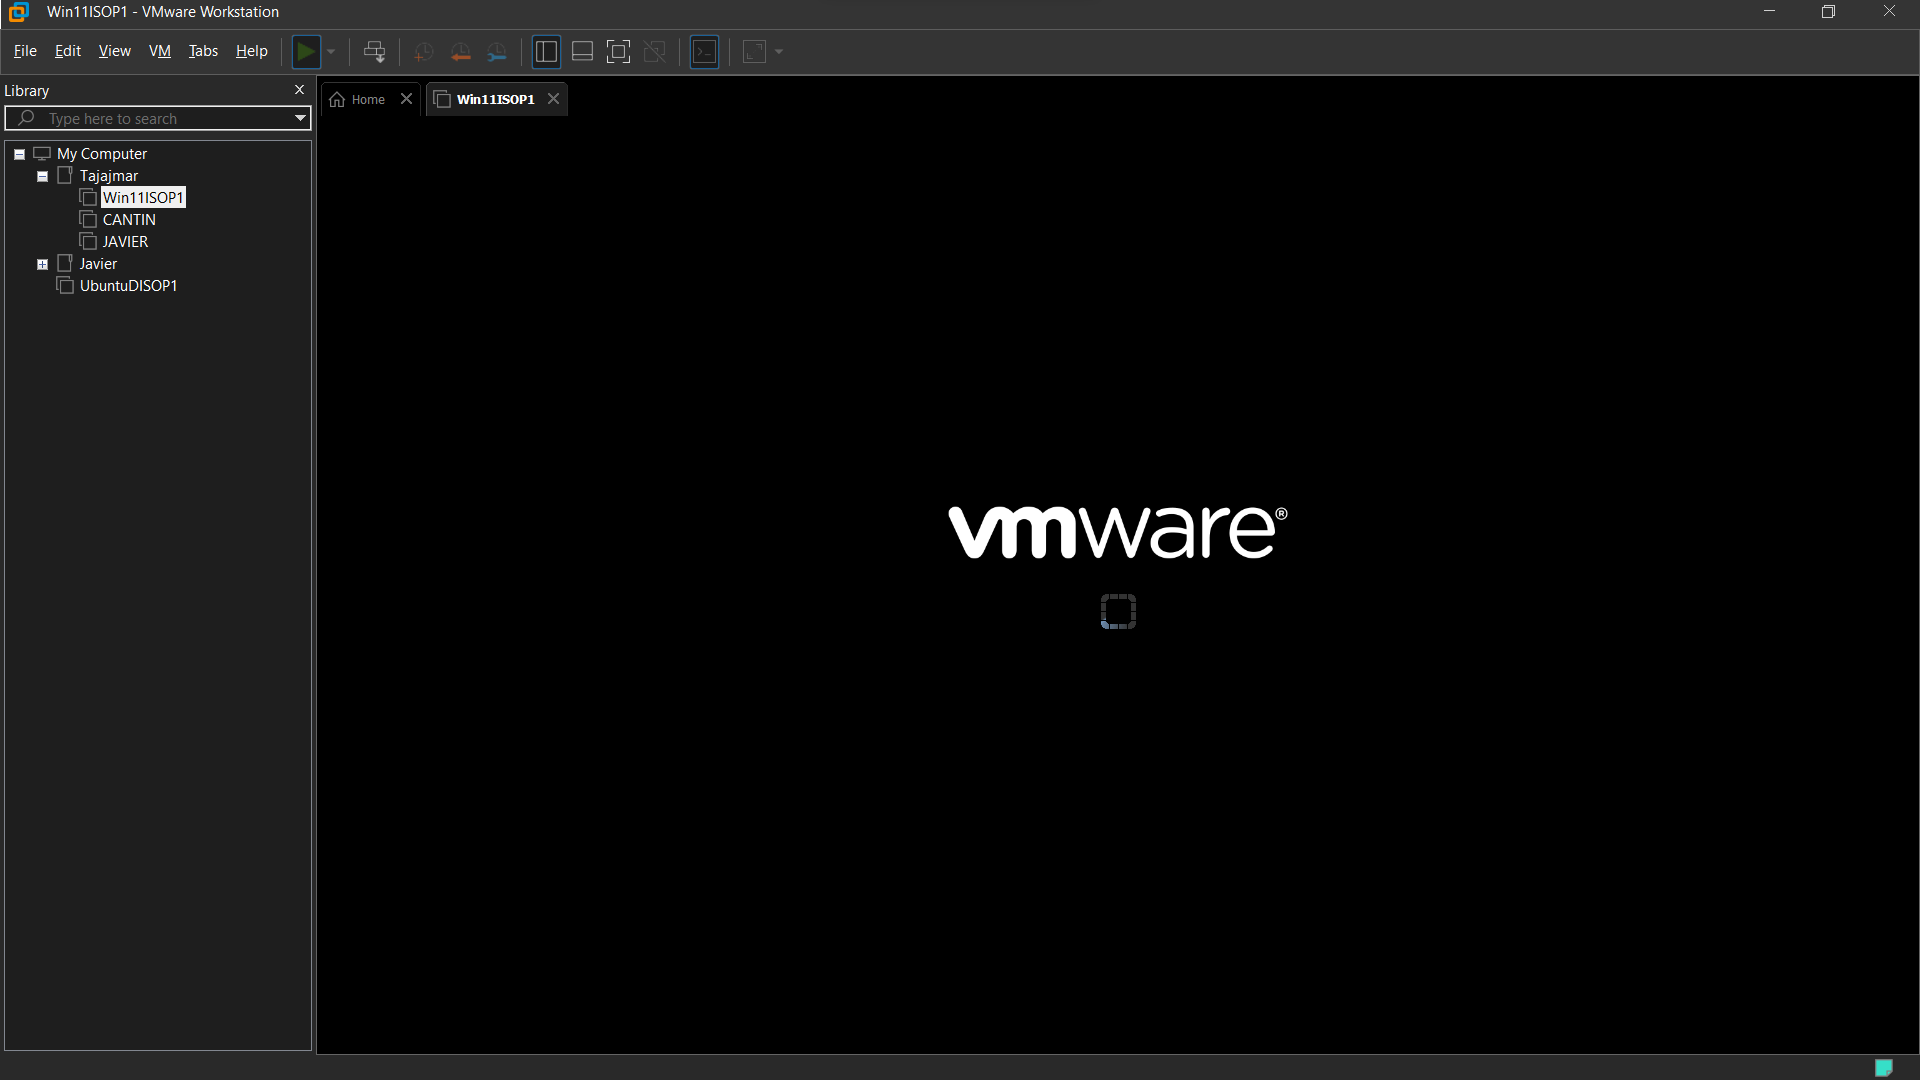 Win11ISOP1 - VMware Workstation
File Edit View VM Tabs Help
Library
Home
Win11ISOP1
Type here to search
My Computer
Tajajmar
Win11ISOP1
CANTIN
JAVIER
Javier
UbuntuDISOP1
vmware®